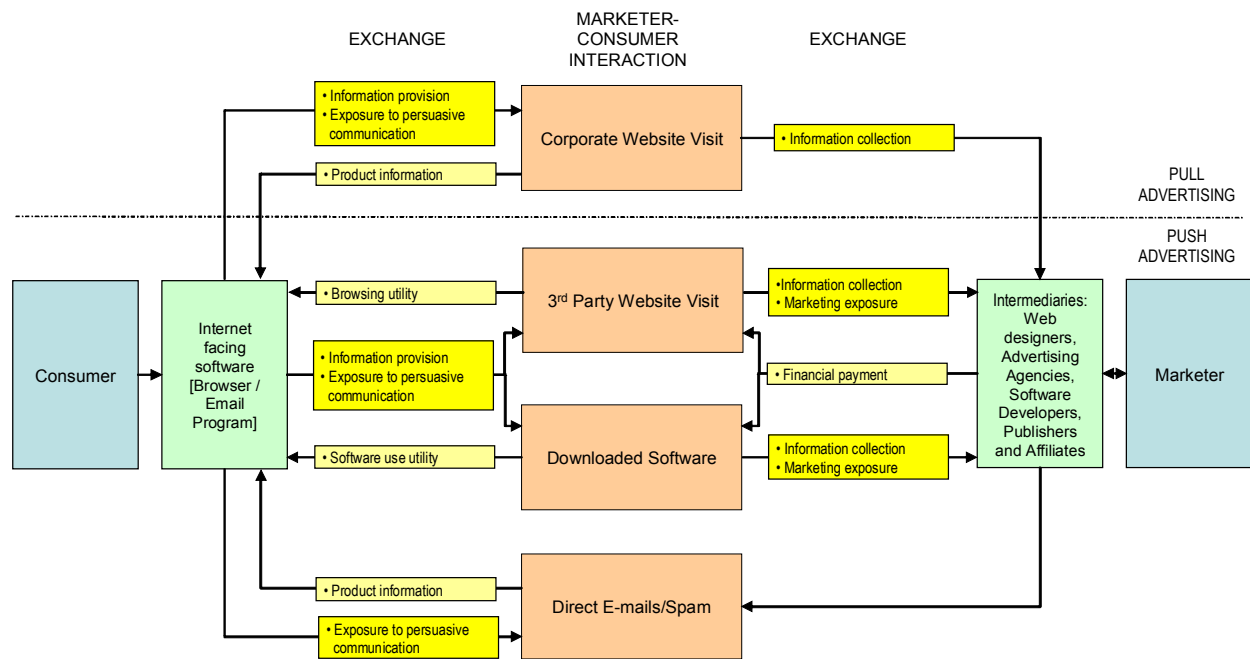 EXCHANGE
MARKETER-
CONSUMER
INTERACTION
EXCHANGE
• Information provision
• Exposure to persuasive
communication
Corporate Website Visit
• Information collection
• Product information
PULL
ADVERTISING
PUSH
ADVERTISING
Consumer
Internet
facing
software
[Browser /
Email
Program]
• Browsing utility
3rd Party Website Visit
•Information collection
• Marketing exposure
• Information provision
• Exposure to persuasive
communication
• Financial payment
• Software use utility
Downloaded Software
• Information collection
• Marketing exposure
Intermediaries:
Web
designers,
Advertising
Agencies,
Software
Developers,
Publishers
and Affiliates
Marketer
• Product information
Direct E-mails/Spam
• Exposure to persuasive
communication